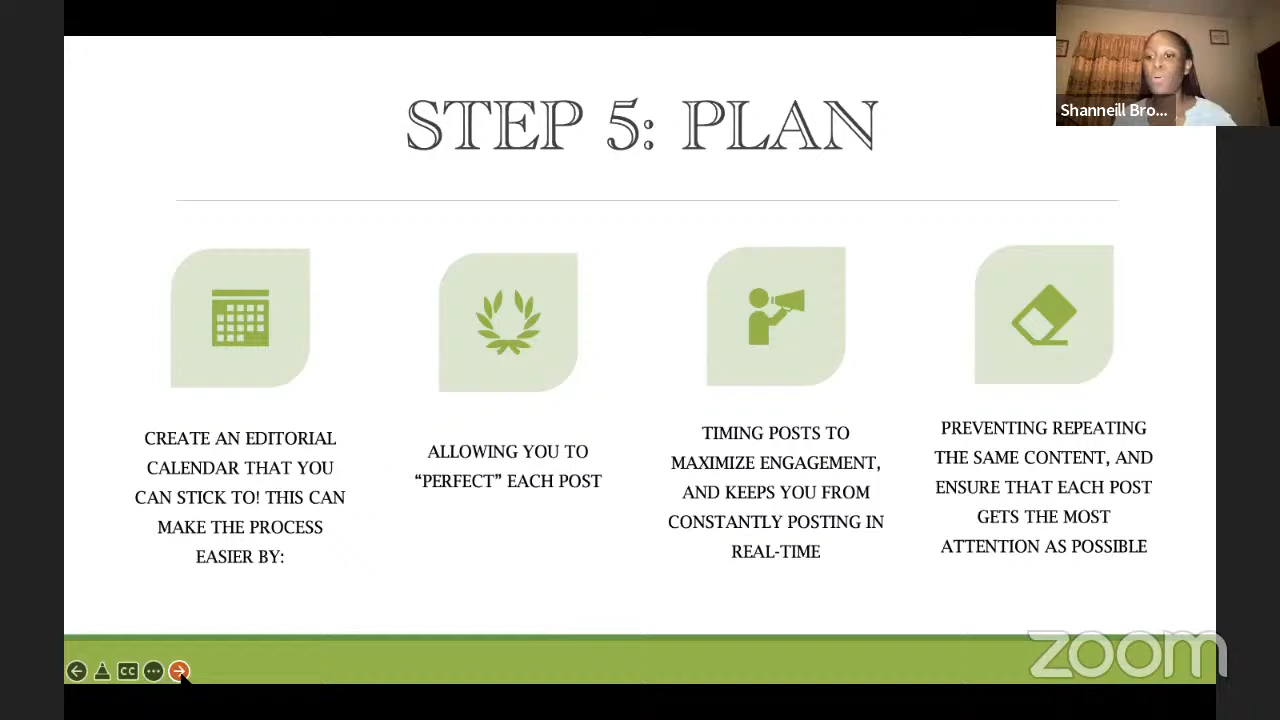 Shanneill Bro...
STEP 5: PLAN
CREATE AN EDITORIAL
CALENDAR THAT YOU
CAN STICK TO! THIS CAN
MAKE THE PROCESS
EASIER BY:
ALLOWING YOU TO
“PERFECT” EACH POST
TIMING POSTS TO
MAXIMIZE ENGAGEMENT,
AND KEEPS YOU FROM
CONSTANTLY POSTING IN
REAL-TIME
PREVENTING REPEATING
THE SAME CONTENT, AND
ENSURE THAT EACH POST
GETS THE MOST
ATTENTION AS POSSIBLE
CC
zoom